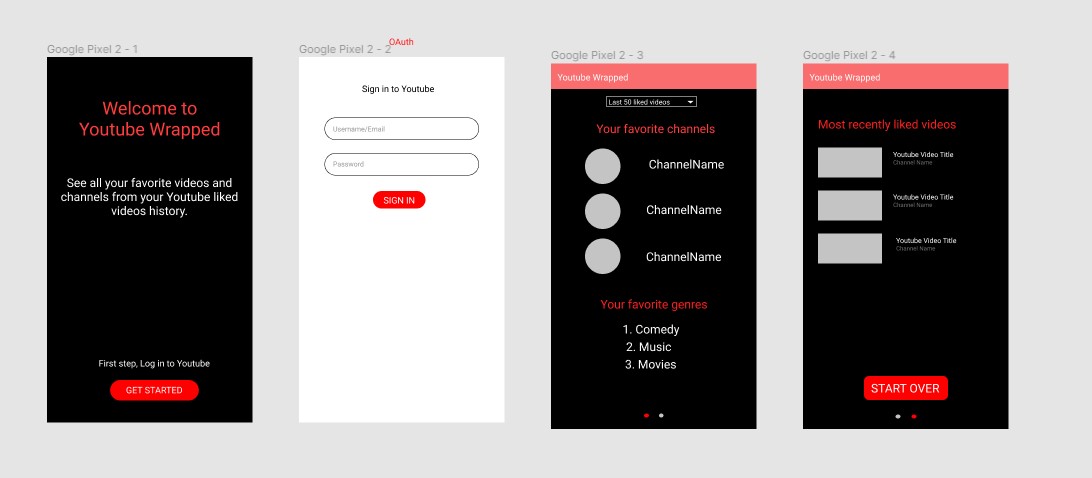 Google Pixel 2 - 1
Welcome to
Youtube Wrapped
See all your favorite videos and
channels from your Youtube liked
videos history.
First step, Log in to Youtube
GET STARTED
Google Pixel 2 - 2
OAuth
Sign in to Youtube
Username/Email
Password
SIGN IN
Google Pixel 2 - 3
Youtube Wrapped
Last 50 liked videos
Your favorite channels
ChannelName
ChannelName
ChannelName
Your favorite genres
1. Comedy
2. Music
3. Movies
Google Pixel 2 - 4
Youtube Wrapped
Most recently liked videos
Youtube Video Title
Channel Name
Youtube Video Title
Channel Name
Youtube Video Title
Channel Name
START OVER